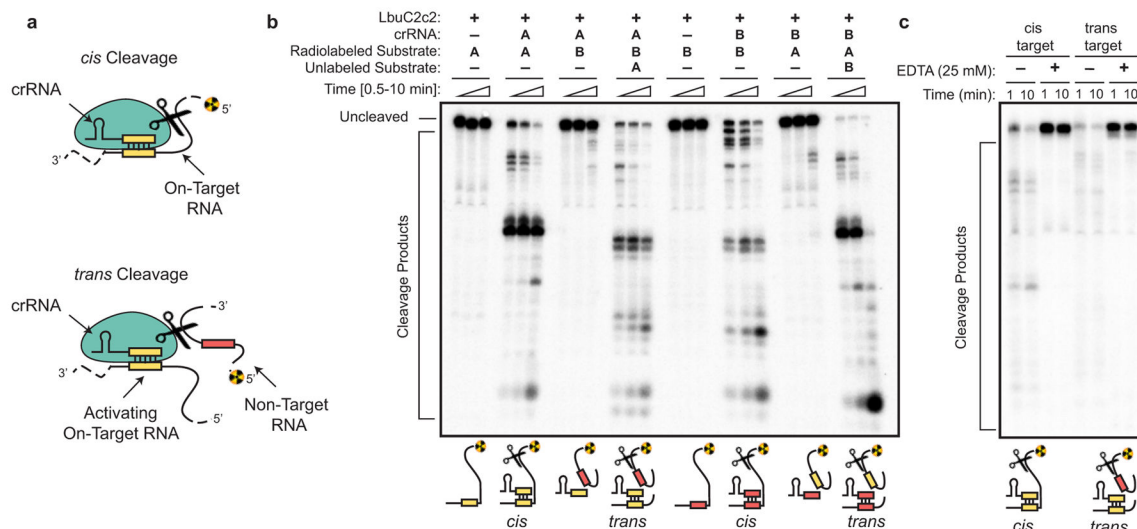 a
cis Cleavage
crRNA
5'
3'
On-Target
RNA
trans Cleavage
crRNA
3'
3'
5'
5'
Activating
On-Target RNA
Non-Target
RNA
b
LbuC2c2: + + + + + + + +
crRNA: – A A A – B B B
Radiolabeled Substrate: A A B B B B A A
Unlabeled Substrate: – – – A – – – B
Time [0.5-10 min]:
Uncleaved
Cleavage Products
cis trans cis trans
c
cis target trans target
EDTA (25 mM): – + – +
Time (min): 1 10 1 10 1 10 1 10
Cleavage Products
cis trans